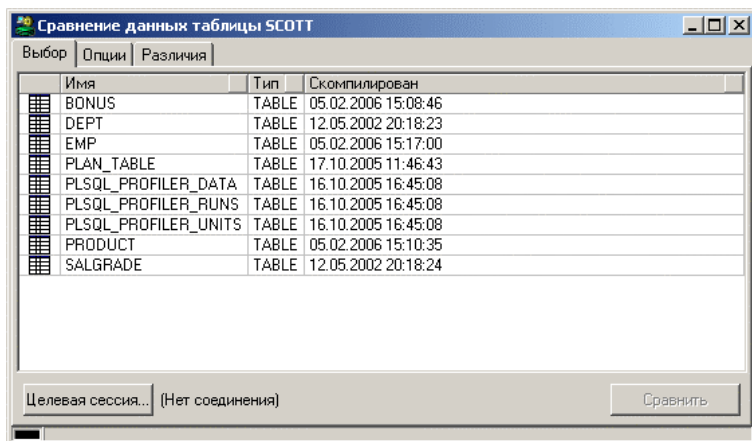 Сравнение данных таблицы SCOTT
Выбор Опции Различия
Имя Тип Скомпилирован
BONUS TABLE 05.02.2006 15:08:46
DEPT TABLE 12.05.2002 20:18:23
EMP TABLE 05.02.2006 15:17:00
PLAN_TABLE TABLE 17.10.2005 11:46:43
PLSQL_PROFILER_DATA TABLE 16.10.2005 16:45:08
PLSQL_PROFILER_RUNS TABLE 16.10.2005 16:45:08
PLSQL_PROFILER_UNITS TABLE 16.10.2005 16:45:08
PRODUCT TABLE 05.02.2006 15:10:35
SALGRADE TABLE 12.05.2002 20:18:24
Целевая сессия... (Нет соединения) Сравнить